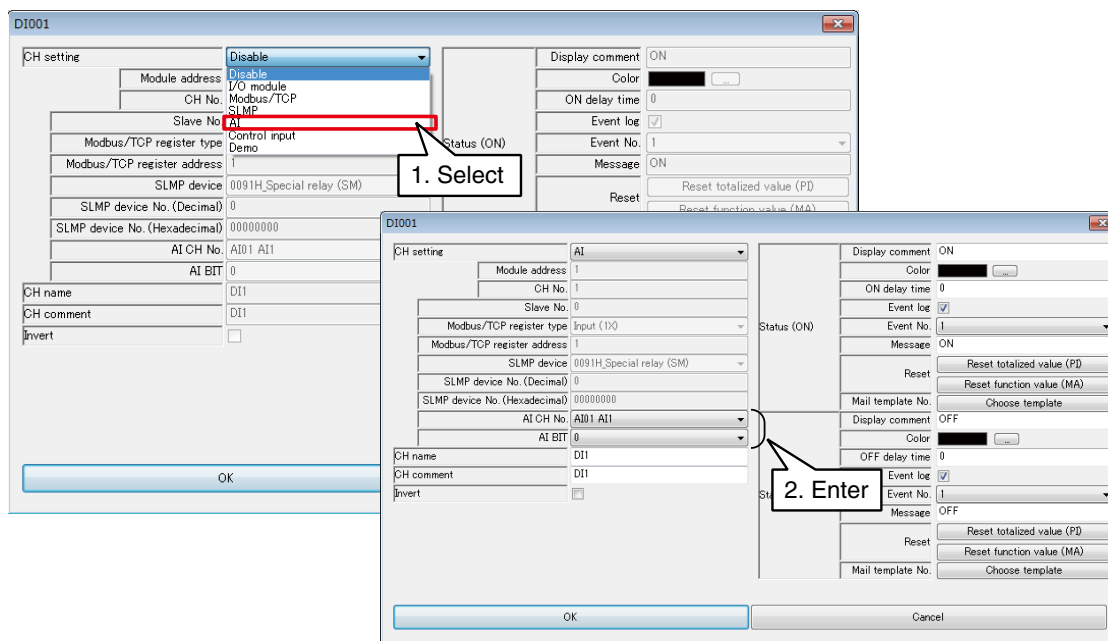 DI001
CH setting Disable
Disable
I/O module
Modbus/TCP
SLMP
AI
Control input
Demo
Module address
CH No.
Slave No
Modbus/TCP register type
Modbus/TCP register address 1
SLMP device 0091H_Special relay (SM)
SLMP device No. (Decimal) 0
SLMP device No. (Hexadecimal) 00000000
AI CH No. AI01 AI1
AI BIT 0
CH name DI1
CH comment DI1
Invert
OK
Status (ON)
Display comment ON
Color ...
ON delay time 0
Event log
Event No. 1
Message ON
Reset Reset totalized value (PI)
Reset function value (MA)
1. Select
DI001
CH setting AI
Module address 1
CH No. 1
Slave No. 0
Modbus/TCP register type Input (1X)
Modbus/TCP register address 1
SLMP device 0091H_Special relay (SM)
SLMP device No. (Decimal) 0
SLMP device No. (Hexadecimal) 00000000
AI CH No. AI01 AI1
AI BIT 0
CH name DI1
CH comment DI1
Invert
Status (ON)
Display comment ON
Color ...
ON delay time 0
Event log
Event No. 1
Message ON
Reset Reset totalized value (PI)
Reset function value (MA)
Mail template No. Choose template
Display comment OFF
Color ...
OFF delay time 0
Event log
Event No. 1
Message OFF
Reset Reset totalized value (PI)
Reset function value (MA)
Mail template No. Choose template
2. Enter
OK Cancel